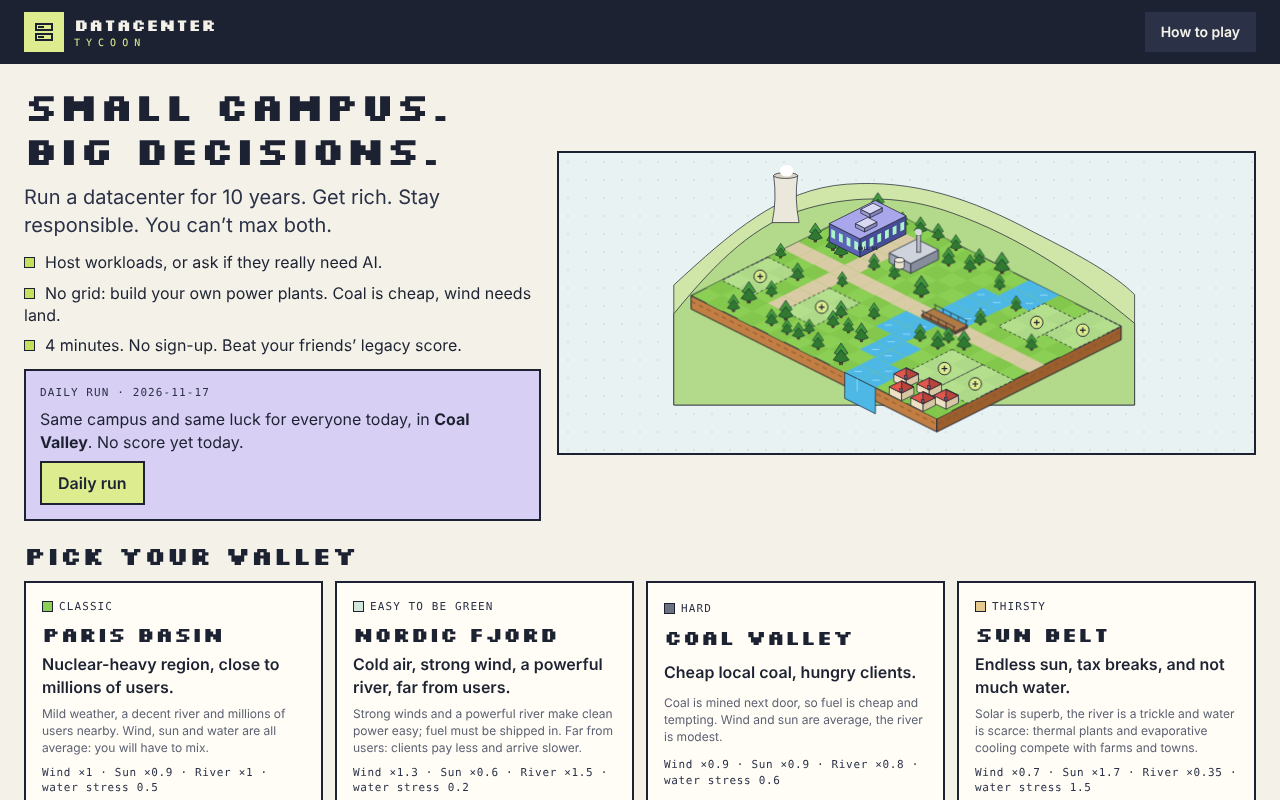 DATACENTER
TYCOON
How to play
SMALL CAMPUS.
BIG DECISIONS.
Run a datacenter for 10 years. Get rich. Stay
responsible. You can’t max both.
Host workloads, or ask if they really need AI.
No grid: build your own power plants. Coal is cheap, wind needs
land.
4 minutes. No sign-up. Beat your friends’ legacy score.
DAILY RUN · 2026-11-17
Same campus and same luck for everyone today, in Coal
Valley. No score yet today.
Daily run
PICK YOUR VALLEY
CLASSIC
PARIS BASIN
Nuclear-heavy region, close to
millions of users.
Mild weather, a decent river and millions of
users nearby. Wind, sun and water are all
average: you will have to mix.
Wind ×1 · Sun ×0.9 · River ×1 ·
water stress 0.5
EASY TO BE GREEN
NORDIC FJORD
Cold air, strong wind, a powerful
river, far from users.
Strong winds and a powerful river make clean
power easy; fuel must be shipped in. Far from
users: clients pay less and arrive slower.
Wind ×1.3 · Sun ×0.6 · River ×1.5 ·
water stress 0.2
HARD
COAL VALLEY
Cheap local coal, hungry clients.
Coal is mined next door, so fuel is cheap and
tempting. Wind and sun are average, the river
is modest.
Wind ×0.9 · Sun ×0.9 · River ×0.8 ·
water stress 0.6
THIRSTY
SUN BELT
Endless sun, tax breaks, and not
much water.
Solar is superb, the river is a trickle and water
is scarce: thermal plants and evaporative
cooling compete with farms and towns.
Wind ×0.7 · Sun ×1.7 · River ×0.35 ·
water stress 1.5